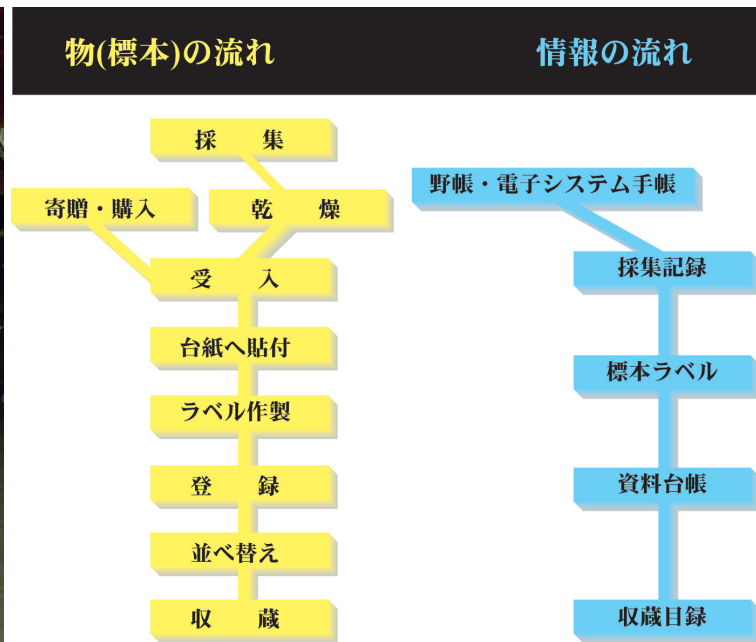 物(標本)の流れ
採　集
寄贈・購入
乾　燥
受　入
台紙へ貼付
ラベル作製
登　録
並べ替え
収　蔵
情報の流れ
野帳・電子システム手帳
採集記録
標本ラベル
資料台帳
収蔵目録